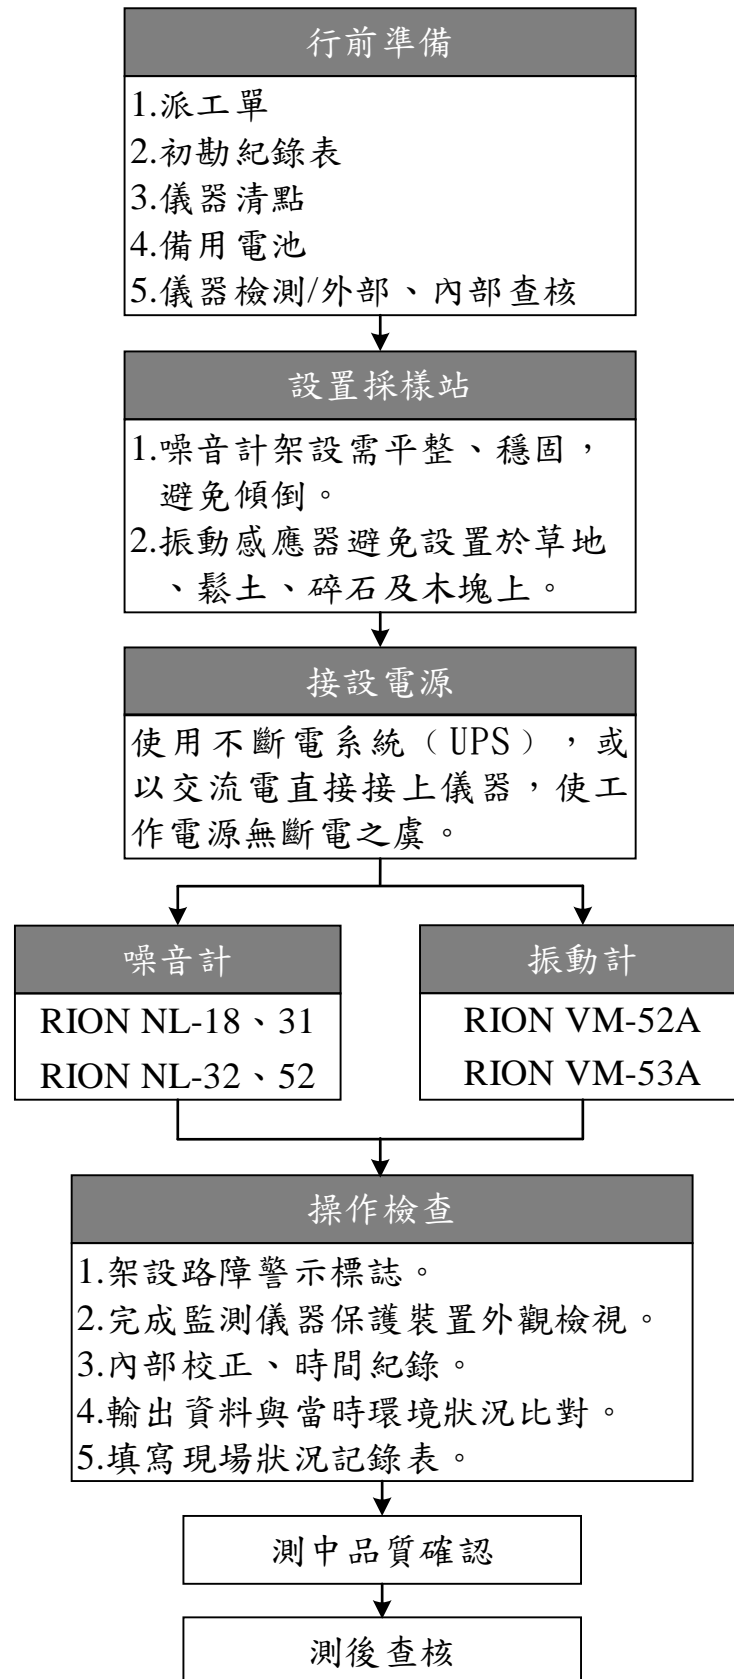 行前準備
1.派工單
2.初勘紀錄表
3.儀器清點
4.備用電池
5.儀器檢測/外部、內部查核
設置採樣站
1.噪音計架設需平整、穩固，
避免傾倒。
2.振動感應器避免設置於草地
、鬆土、碎石及木塊上。
接設電源
使用不斷電系統（UPS），或
以交流電直接接上儀器，使工
作電源無斷電之虞。
噪音計
RION NL-18、31
RION NL-32、52
振動計
RION VM-52A
RION VM-53A
操作檢查
1.架設路障警示標誌。
2.完成監測儀器保護裝置外觀檢視。
3.內部校正、時間紀錄。
4.輸出資料與當時環境狀況比對。
5.填寫現場狀況記錄表。
測中品質確認
測後查核